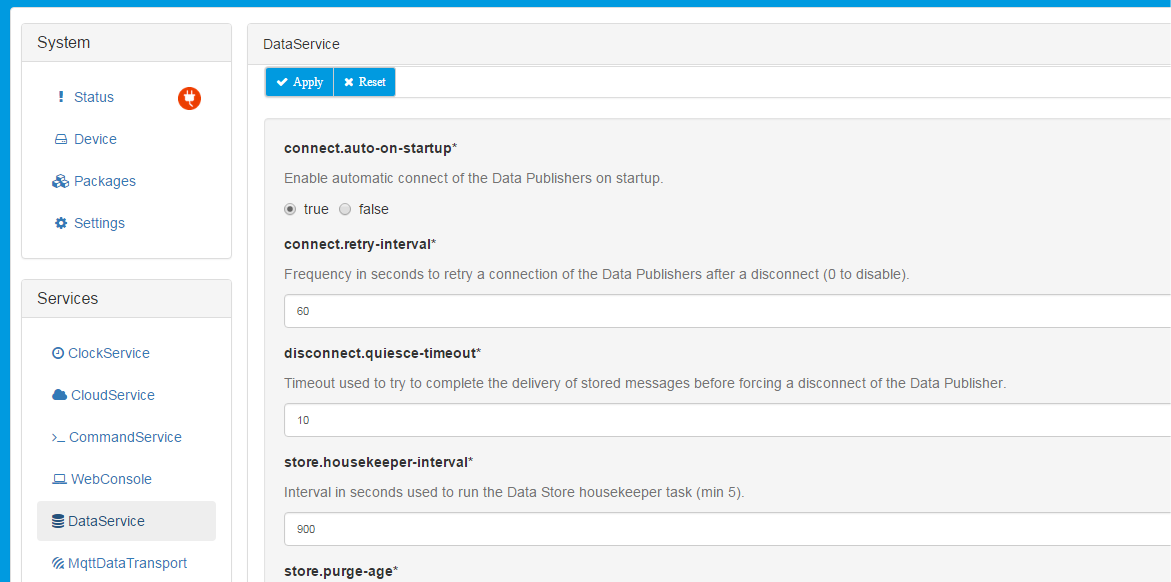 System
Status
Device
Packages
Settings
Services
ClockService
CloudService
CommandService
WebConsole
DataService
MqttDataTransport
DataService
Apply Reset
connect.auto-on-startup*
Enable automatic connect of the Data Publishers on startup.
true false
connect.retry-interval*
Frequency in seconds to retry a connection of the Data Publishers after a disconnect (0 to disable).
60
disconnect.quiesce-timeout*
Timeout used to try to complete the delivery of stored messages before forcing a disconnect of the Data Publisher.
10
store.housekeeper-interval*
Interval in seconds used to run the Data Store housekeeper task (min 5).
900
store.purge-age*